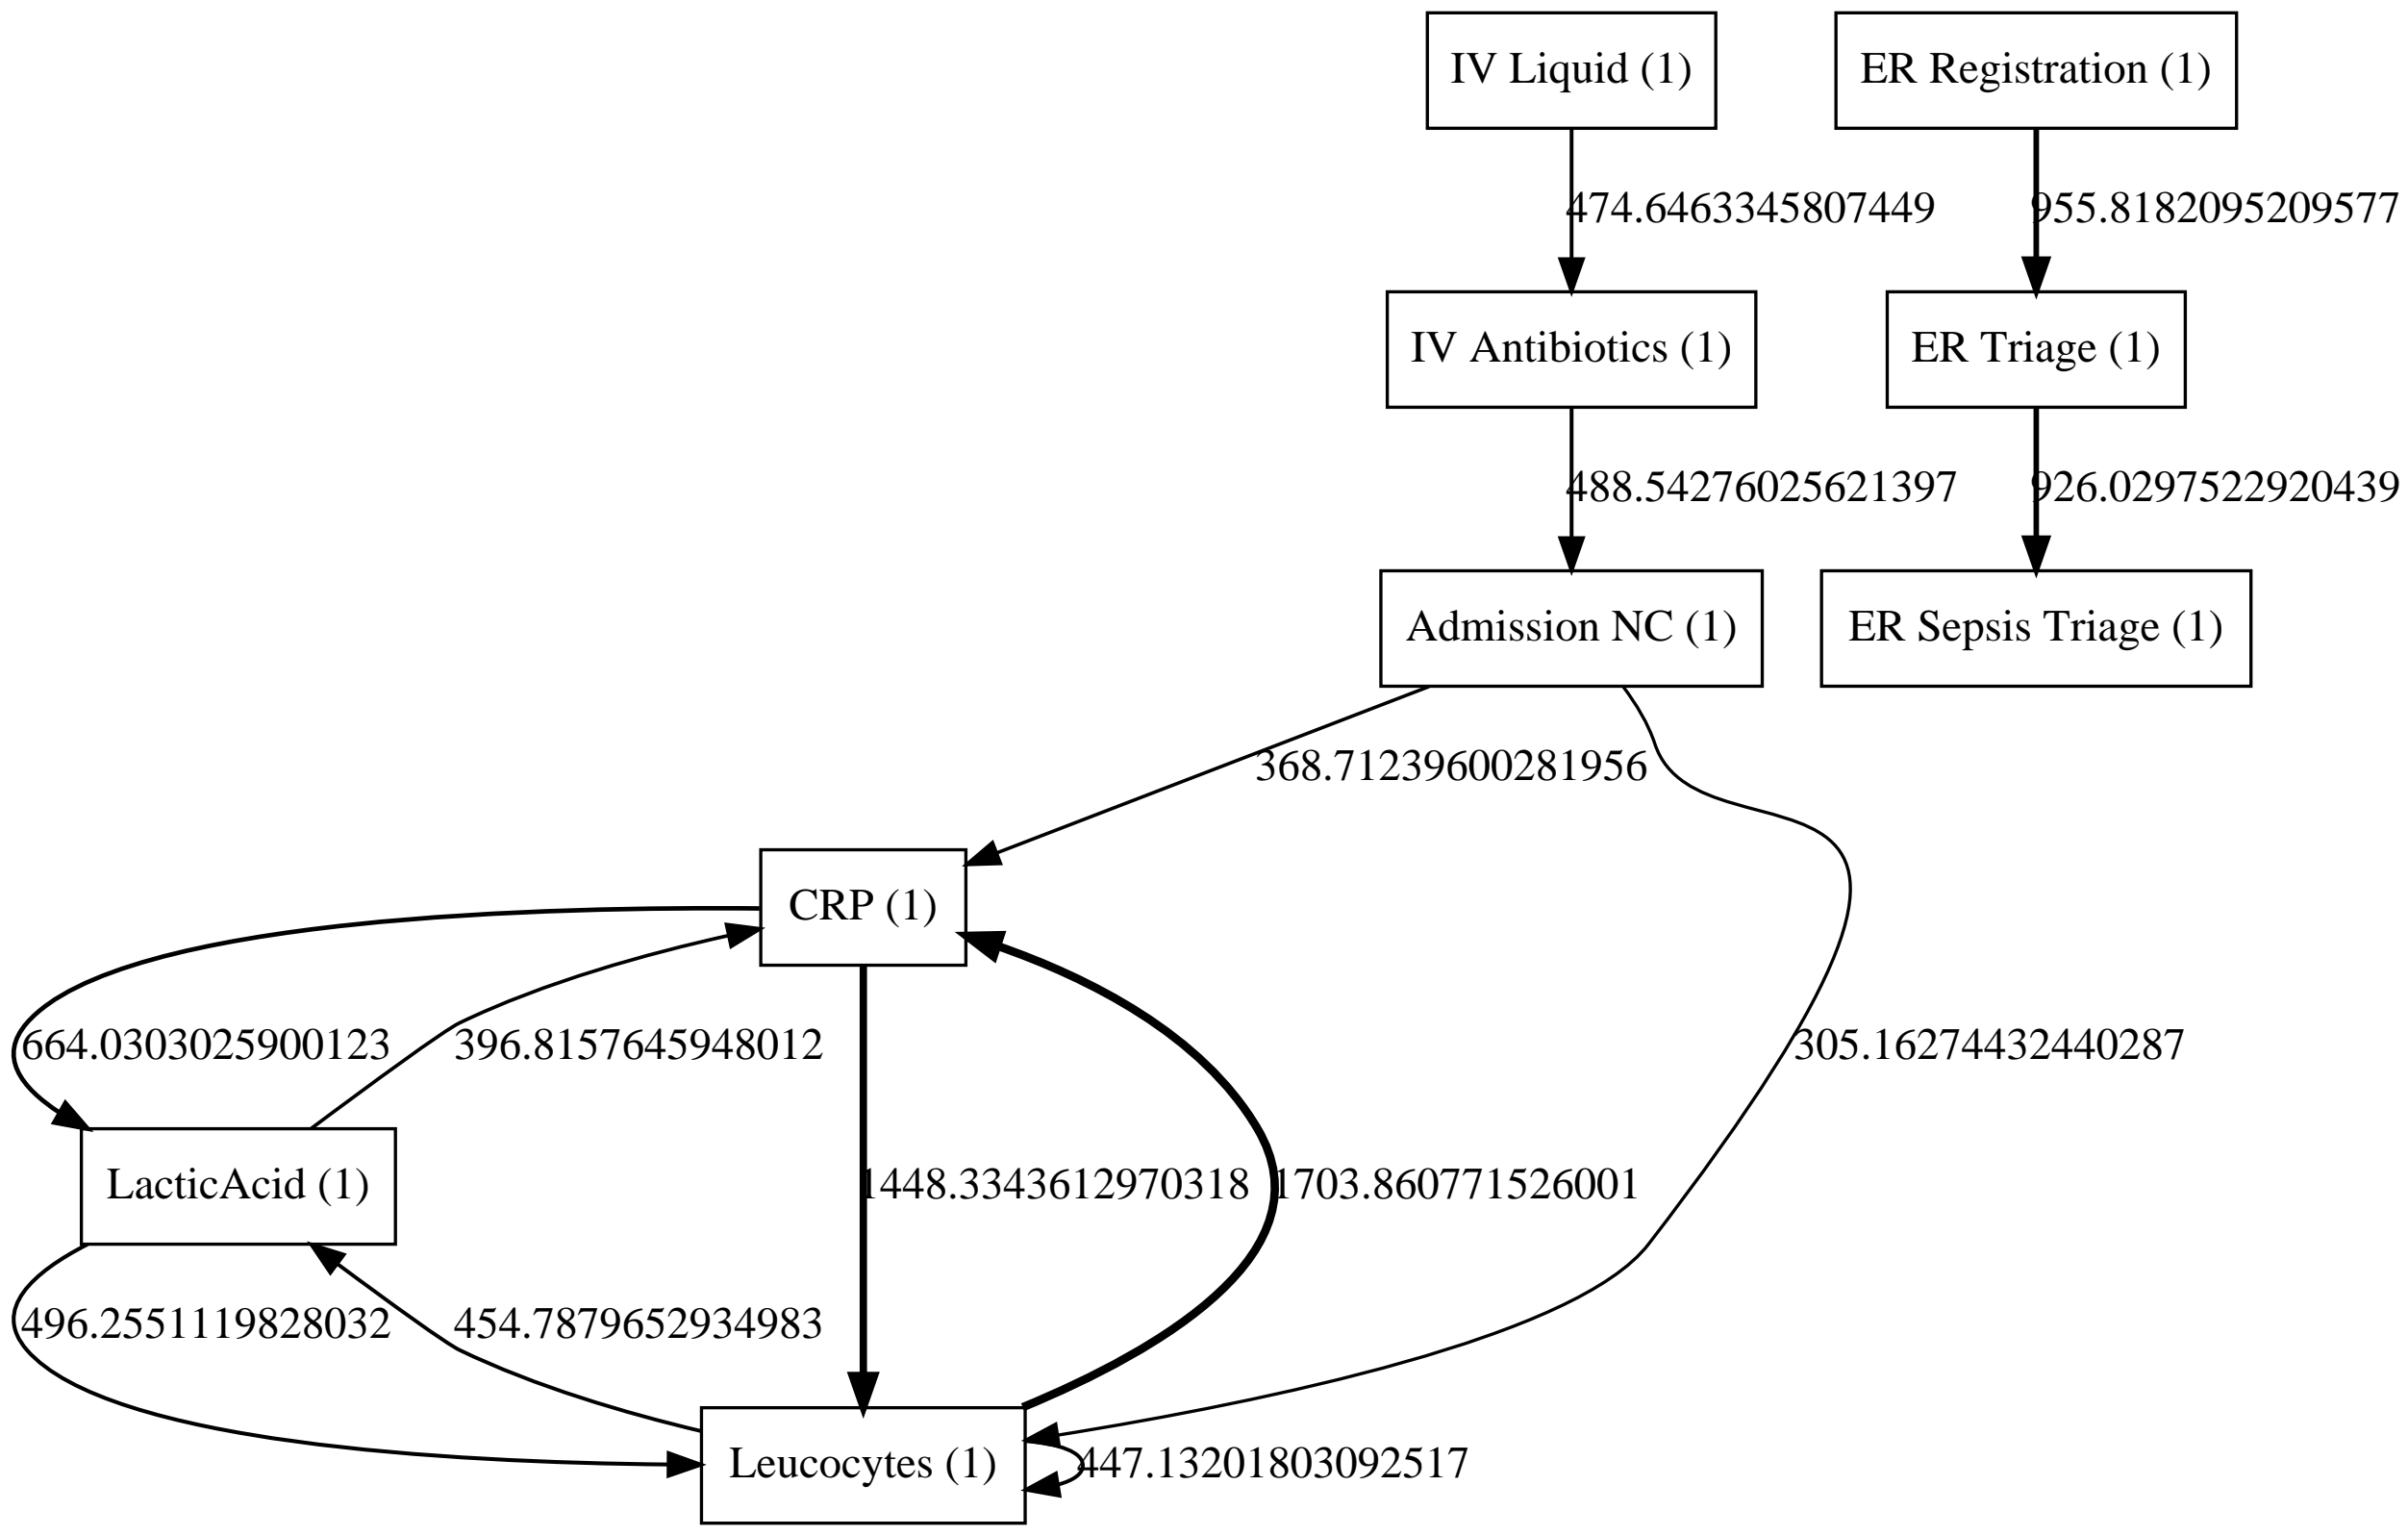 IV Liquid (1)
ER Registration (1)
474.6463345807449
955.8182095209577
IV Antibiotics (1)
ER Triage (1)
488.54276025621397
926.0297522920439
Admission NC (1)
ER Sepsis Triage (1)
368.71239600281956
CRP (1)
664.0303025900123
396.8157645948012
305.16274432440287
LacticAcid (1)
1448.3343612970318
1703.860771526001
496.2551119828032
454.7879652934983
Leucocytes (1)
447.13201803092517